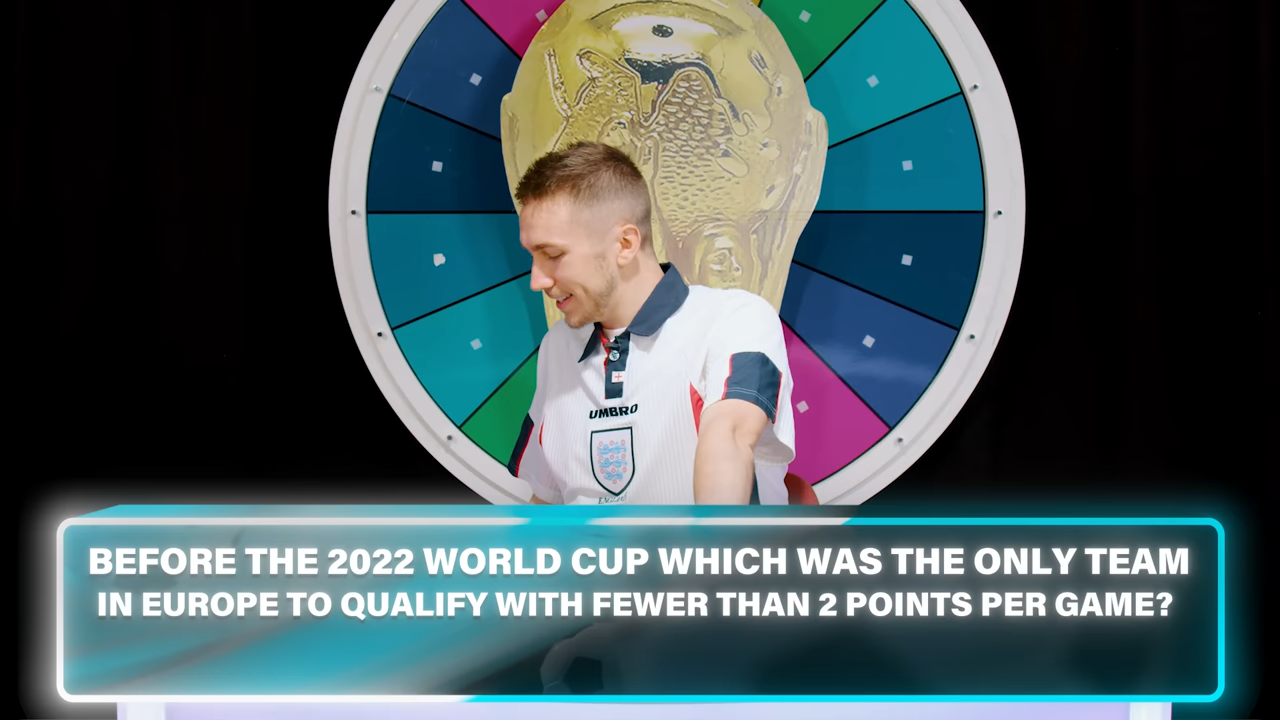 UMBRO
ENGLAND
BEFORE THE 2022 WORLD CUP WHICH WAS THE ONLY TEAM
IN EUROPE TO QUALIFY WITH FEWER THAN 2 POINTS PER GAME?